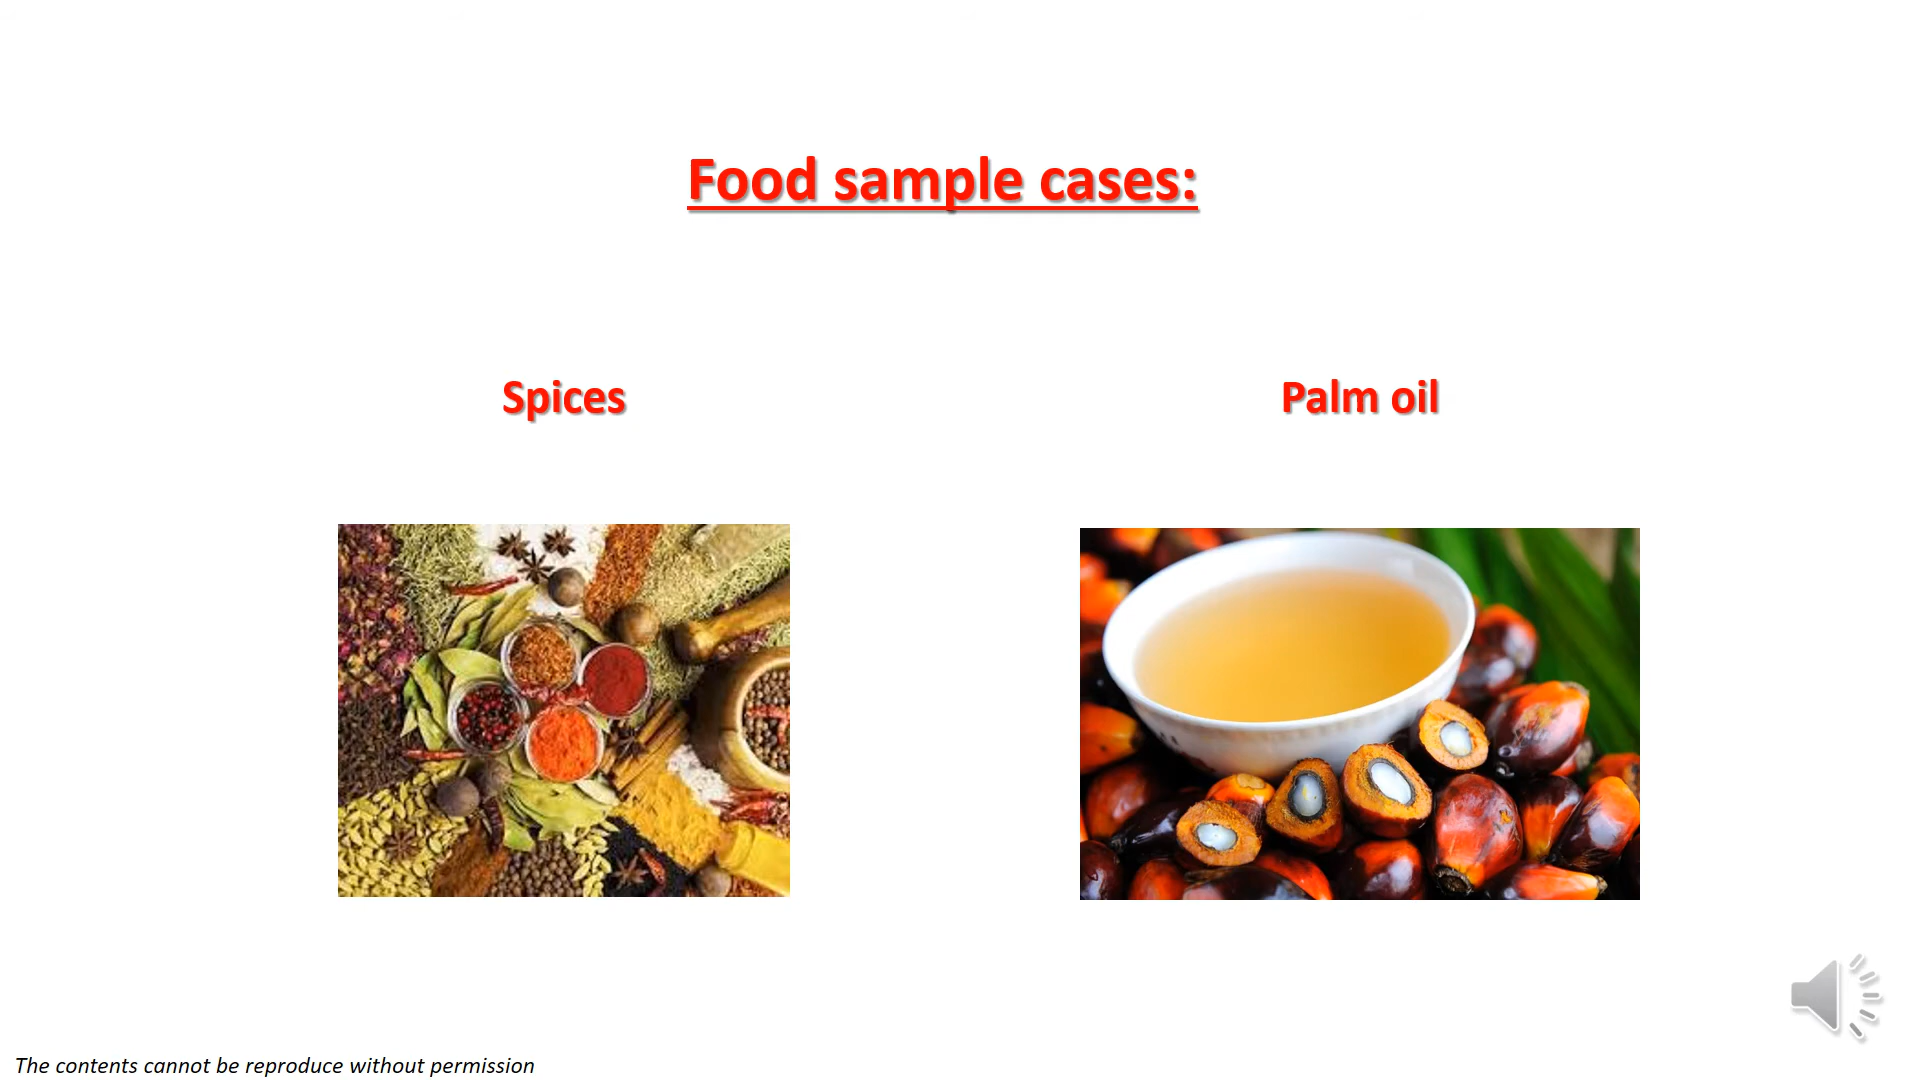 Food sample cases:
Spices
Palm oil
The contents cannot be reproduce without permission